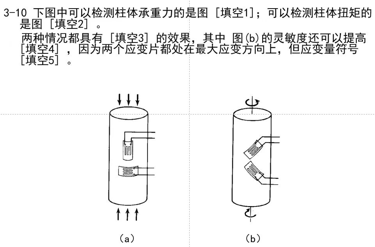 3-10 下图中可以检测柱体承重力的是图 [填空1]；可以检测柱体扭矩的
是图 [填空2] 。
两种情况都具有 [填空3] 的效果，其中 图(b)的灵敏度还可以提高
[填空4] ，因为两个应变片都处在最大应变方向上，但应变量符号
[填空5] 。
(a)
(b)